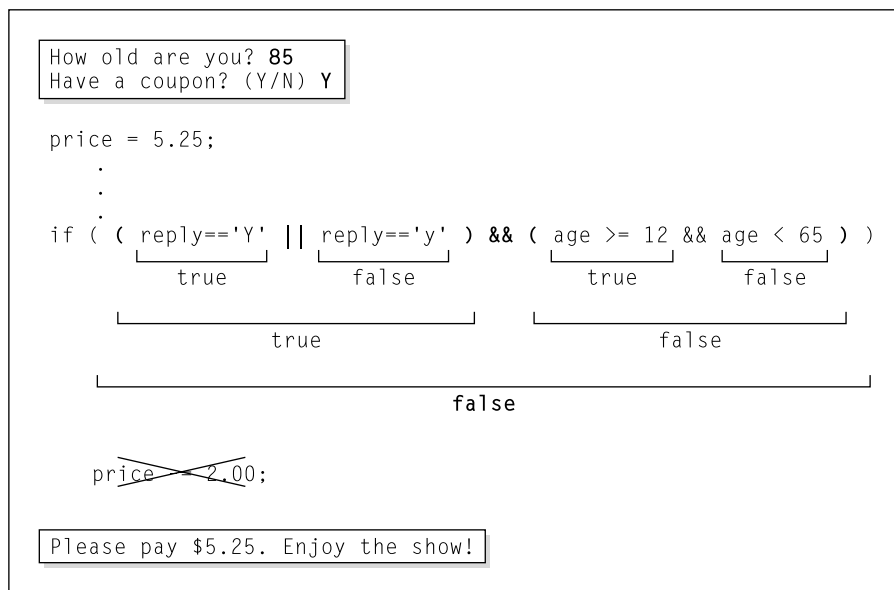 How old are you? 85
Have a coupon? (Y/N) Y
price = 5.25;
.
.
.
if ( ( reply=='Y' || reply=='y' ) && ( age >= 12 && age < 65 ) )
true false true false
true false
false
price = 2.00;
Please pay $5.25. Enjoy the show!